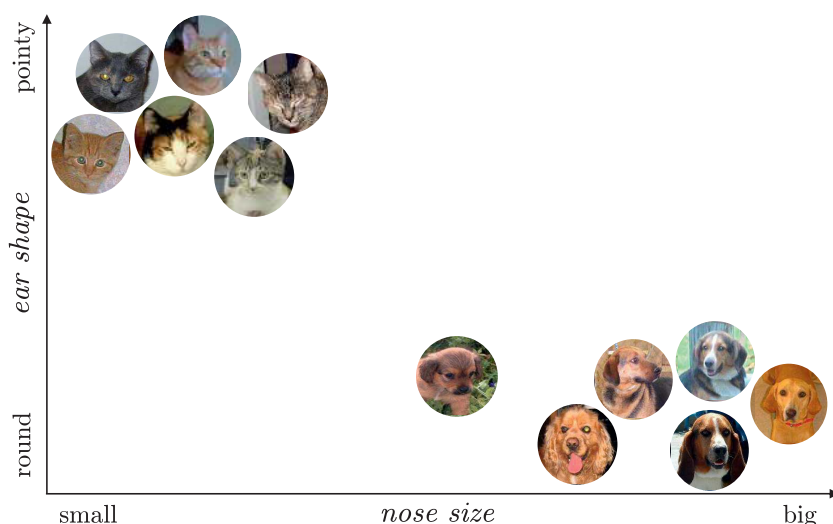 pointy
ear shape
round
small
nose size
big